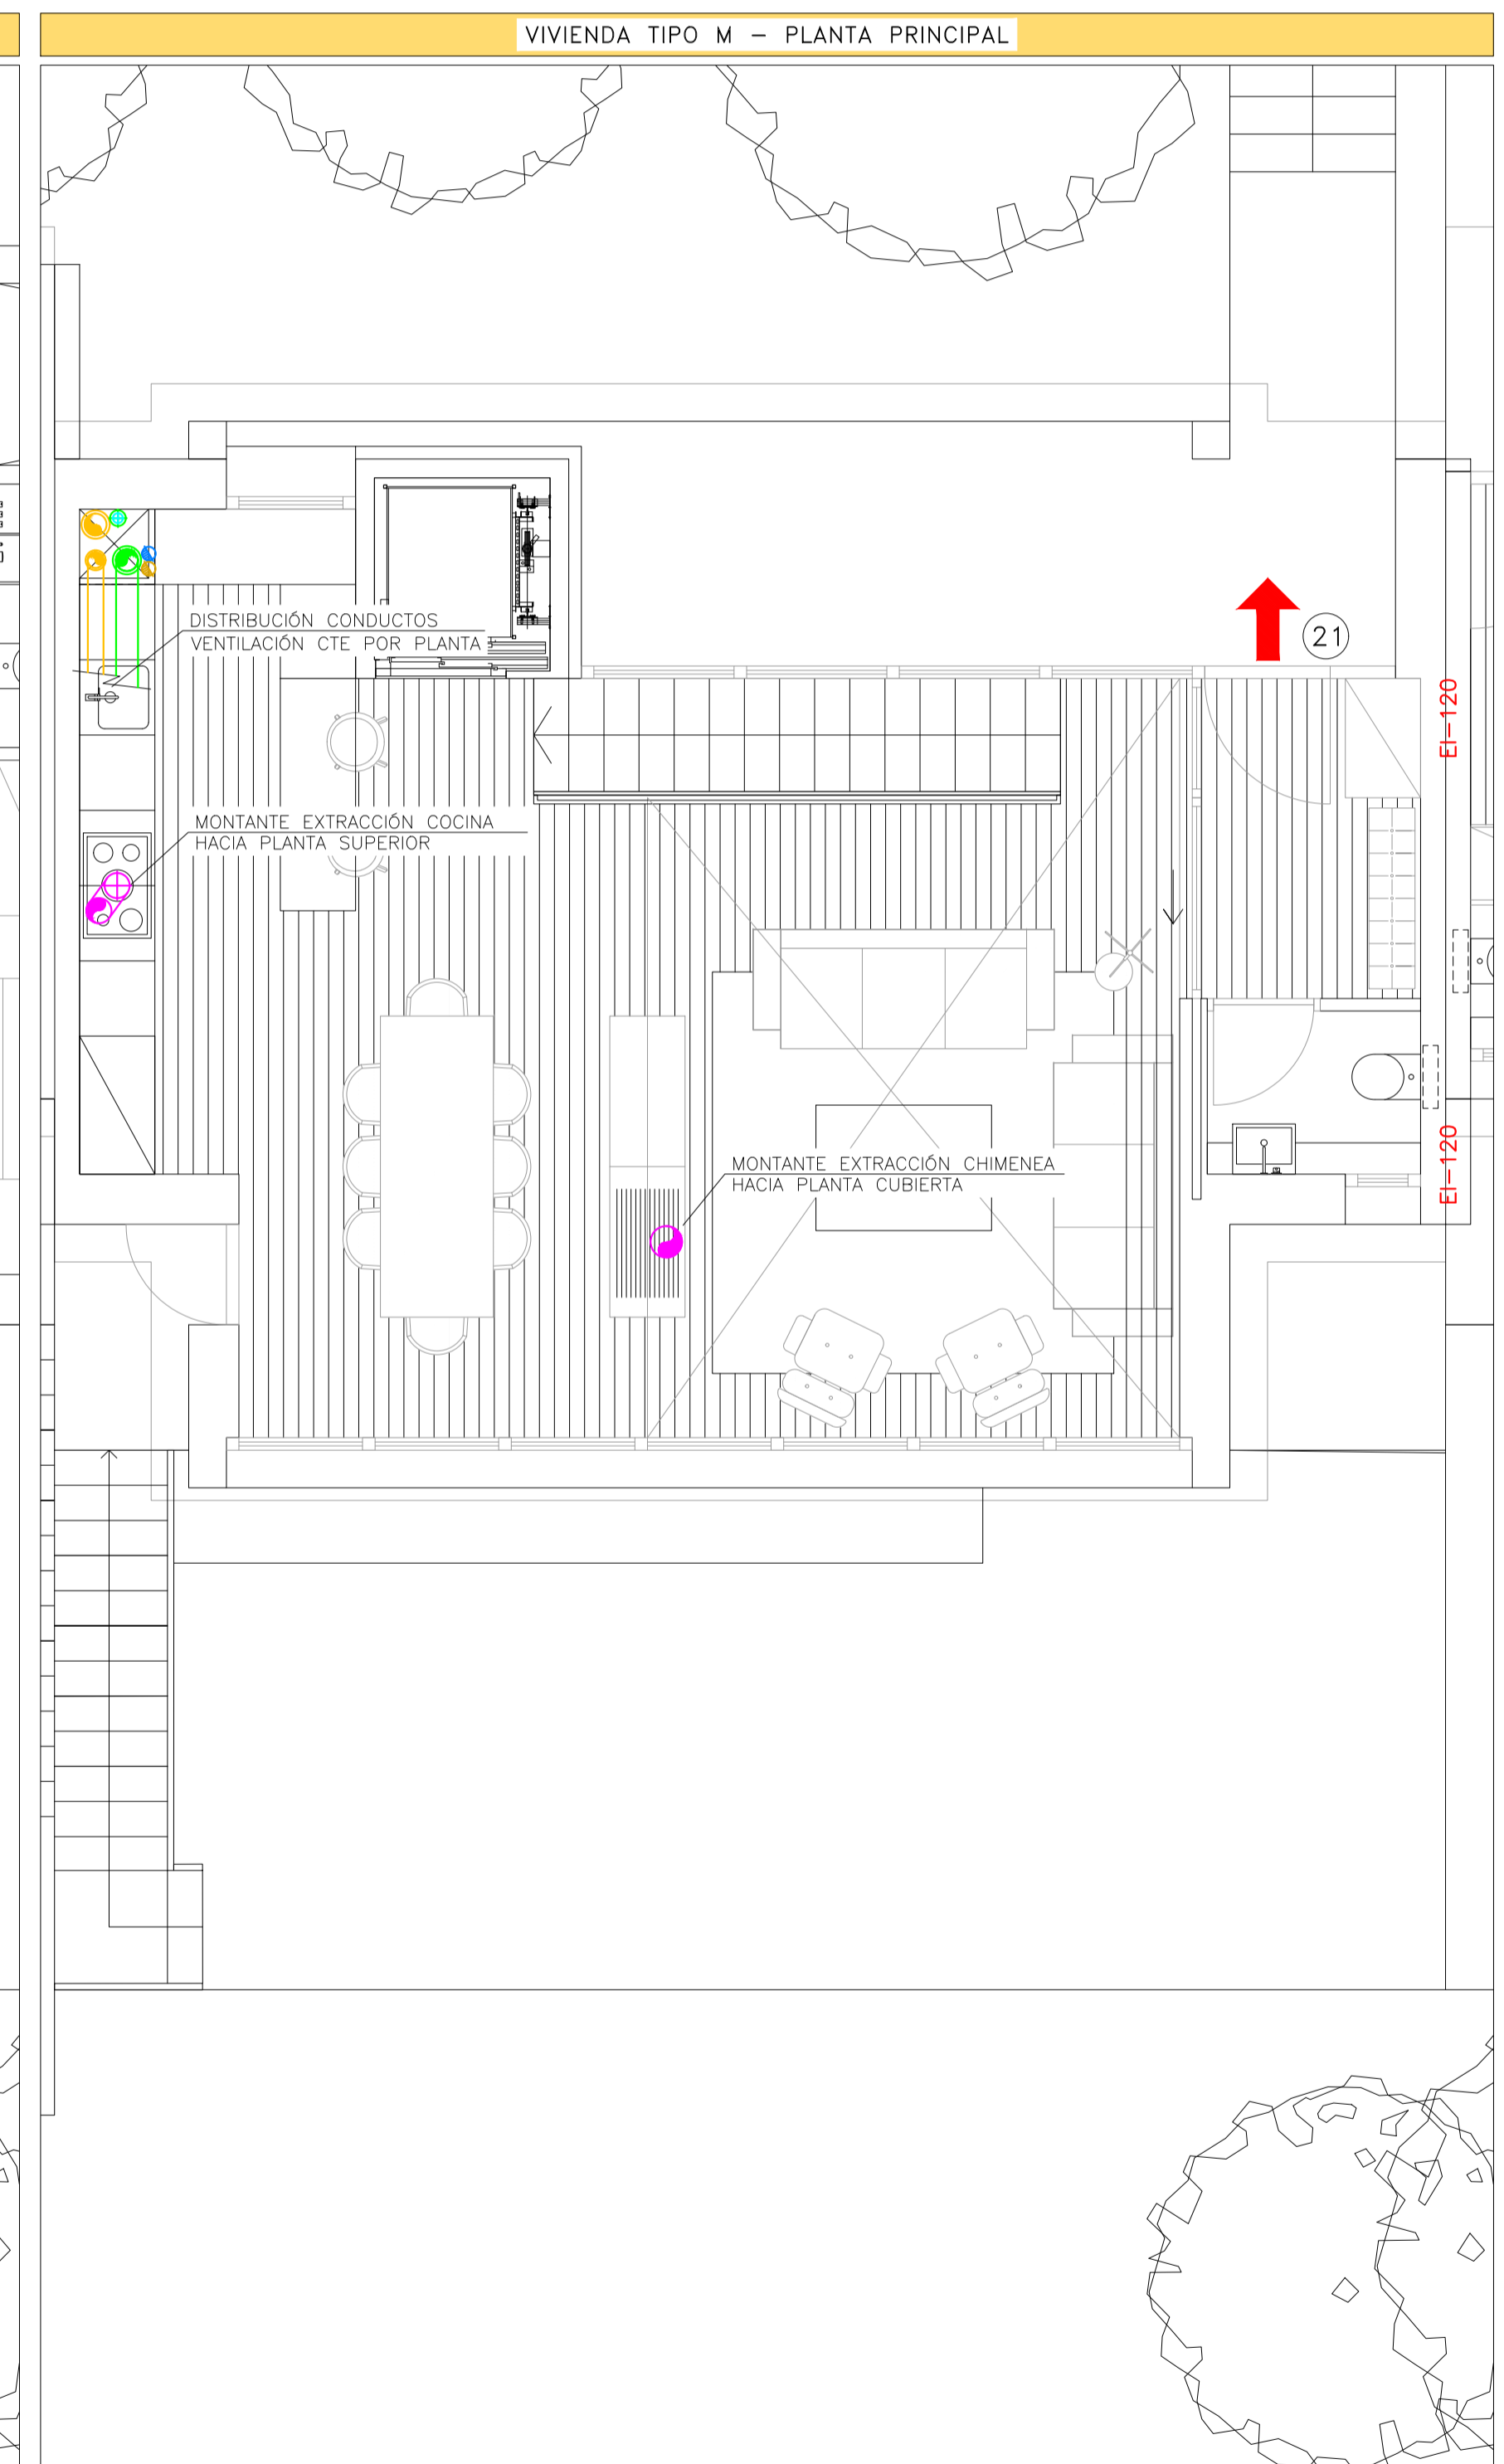 VIVIENDA TIPO M – PLANTA PRINCIPAL
DISTRIBUCIÓN CONDUCTOS
VENTILACIÓN CTE POR PLANTA
21
EI–120
MONTANTE EXTRACCIÓN COCINA
HACIA PLANTA SUPERIOR
MONTANTE EXTRACCIÓN CHIMENEA
HACIA PLANTA CUBIERTA
EI–120